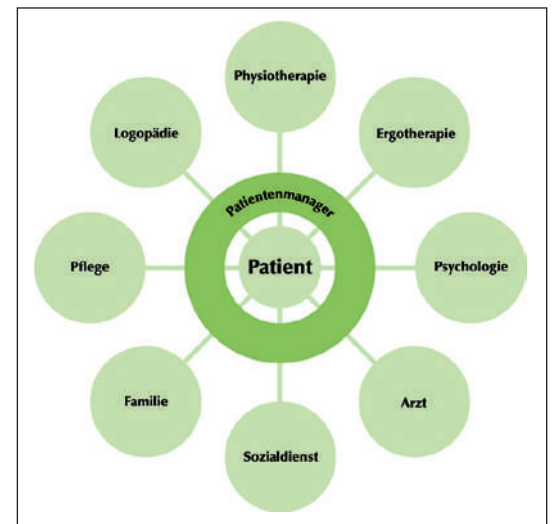 Physiotherapie
Logopädie
Ergotherapie
Patientenmanager
Pflege
Patient
Psychologie
Familie
Arzt
Sozialdienst